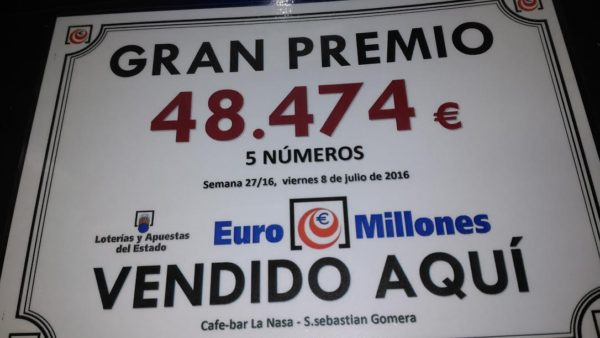 GRAN PREMIO
48.474 €
5 NÚMEROS
Semana 27/16, viernes 8 de julio de 2016
Loterías y Apuestas
del Estado
Euro € Millones
VENDIDO AQUÍ
Cafe-bar La Nasa - S.sebastian Gomera